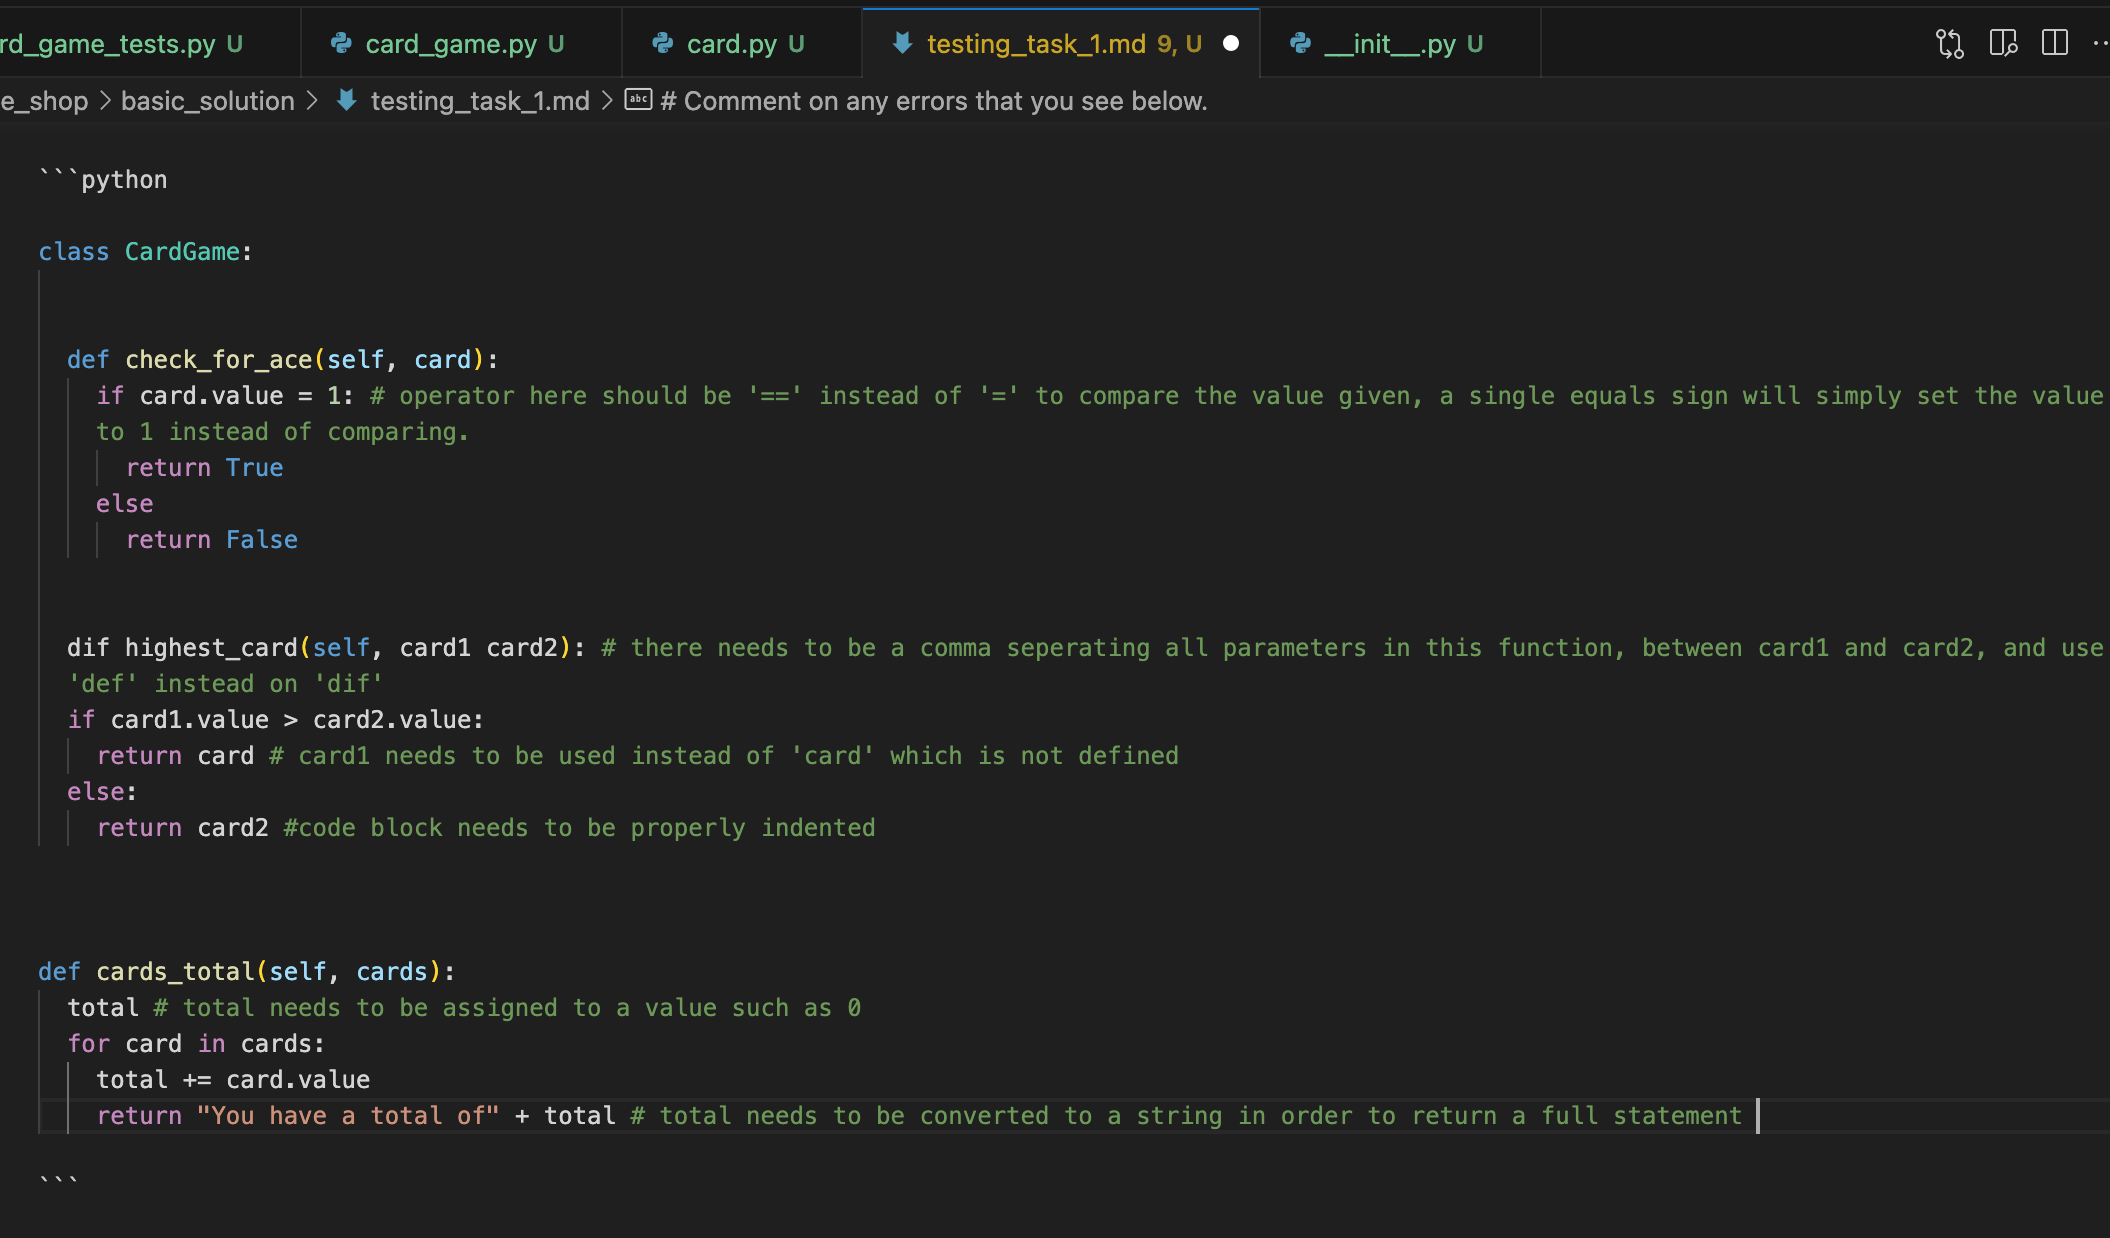 rd_game_tests.py U card_game.py U card.py U testing_task_1.md 9, U __init__.py U
e_shop > basic_solution > testing_task_1.md > abc # Comment on any errors that you see below.
```python
class CardGame:
def check_for_ace(self, card):
if card.value = 1: # operator here should be '==' instead of '=' to compare the value given, a single equals sign will simply set the value
to 1 instead of comparing.
return True
else
return False
dif highest_card(self, card1 card2): # there needs to be a comma seperating all parameters in this function, between card1 and card2, and use
'def' instead on 'dif'
if card1.value > card2.value:
return card # card1 needs to be used instead of 'card' which is not defined
else:
return card2 #code block needs to be properly indented
def cards_total(self, cards):
total # total needs to be assigned to a value such as 0
for card in cards:
total += card.value
return "You have a total of" + total # total needs to be converted to a string in order to return a full statement
```